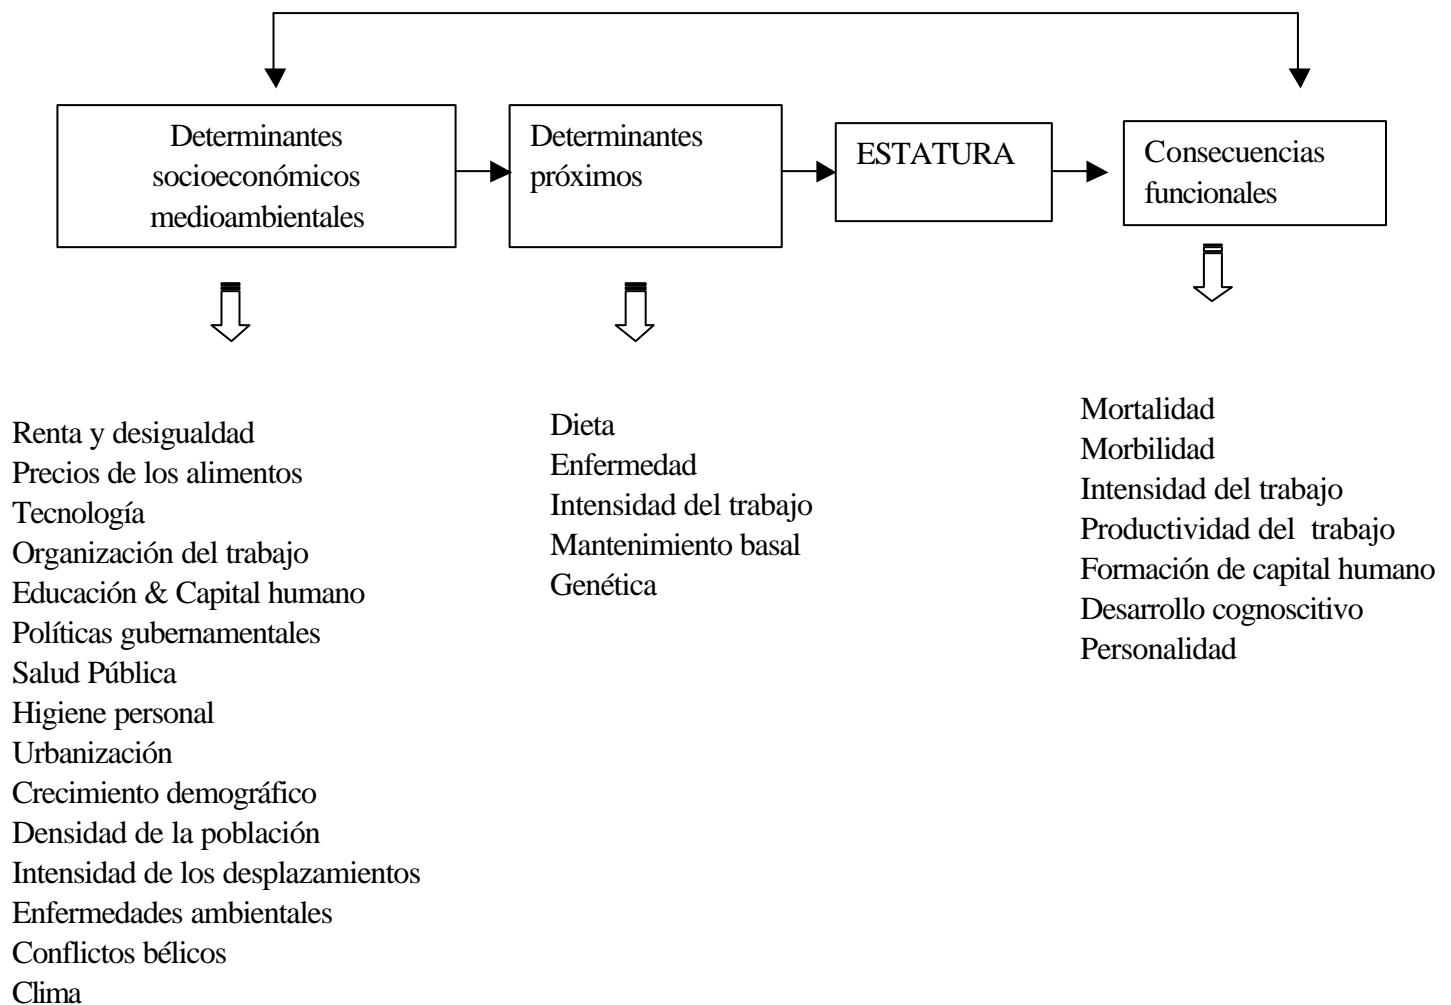 Determinantes
socioeconómicos
medioambientales
Determinantes
próximos
ESTATURA
Consecuencias
funcionales
Renta y desigualdad
Precios de los alimentos
Tecnología
Organización del trabajo
Educación & Capital humano
Políticas gubernamentales
Salud Pública
Higiene personal
Urbanización
Crecimiento demográfico
Densidad de la población
Intensidad de los desplazamientos
Enfermedades ambientales
Conflictos bélicos
Clima
Dieta
Enfermedad
Intensidad del trabajo
Mantenimiento basal
Genética
Mortalidad
Morbilidad
Intensidad del trabajo
Productividad del  trabajo
Formación de capital humano
Desarrollo cognoscitivo
Personalidad